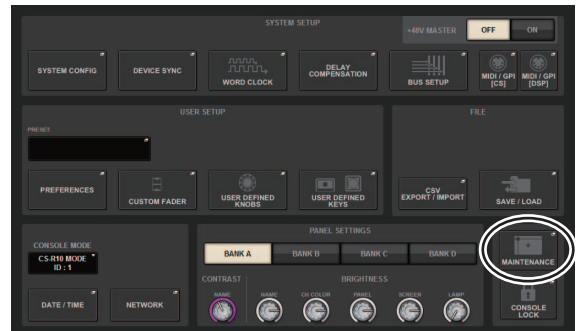 SYSTEM SETUP
+48V MASTER
OFF
ON
SYSTEM CONFIG
DEVICE SYNC
WORD CLOCK
DELAY
COMPENSATION
BUS SETUP
MIDI / GPI
[CS]
MIDI / GPI
[DSP]
USER SETUP
PRESET
PREFERENCES
CUSTOM FADER
USER DEFINED
KNOBS
USER DEFINED
KEYS
FILE
CSV
EXPORT / IMPORT
SAVE / LOAD
CONSOLE MODE
CS-R10 MODE
ID : 1
DATE / TIME
NETWORK
PANEL SETTINGS
BANK A
BANK B
BANK C
BANK D
CONTRAST
BRIGHTNESS
NAME
NAME
CH COLOR
PANEL
SCREEN
LAMP
MAINTENANCE
CONSOLE
LOCK